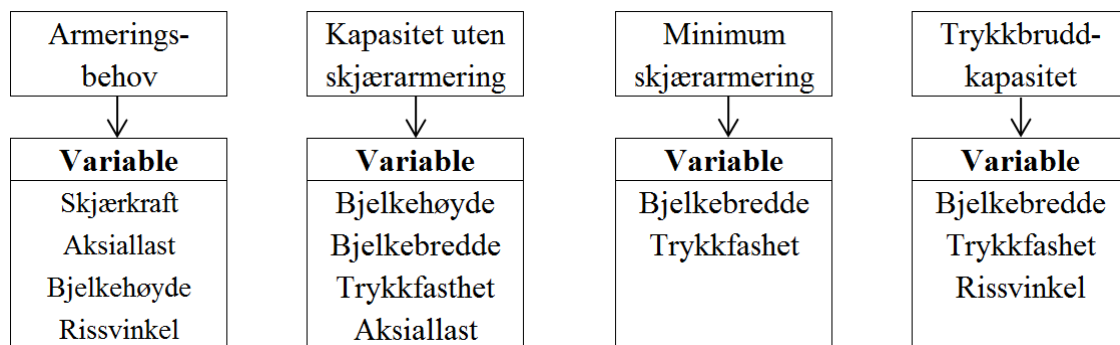 Armerings-
behov
Kapasitet uten
skjærarmering
Minimum
skjærarmering
Trykkbrudd-
kapasitet
Variable
Skjærkraft
Aksiallast
Bjelkehøyde
Rissvinkel
Variable
Bjelkehøyde
Bjelkebredde
Trykkfasthet
Aksiallast
Variable
Bjelkebredde
Trykkfashet
Variable
Bjelkebredde
Trykkfashet
Rissvinkel